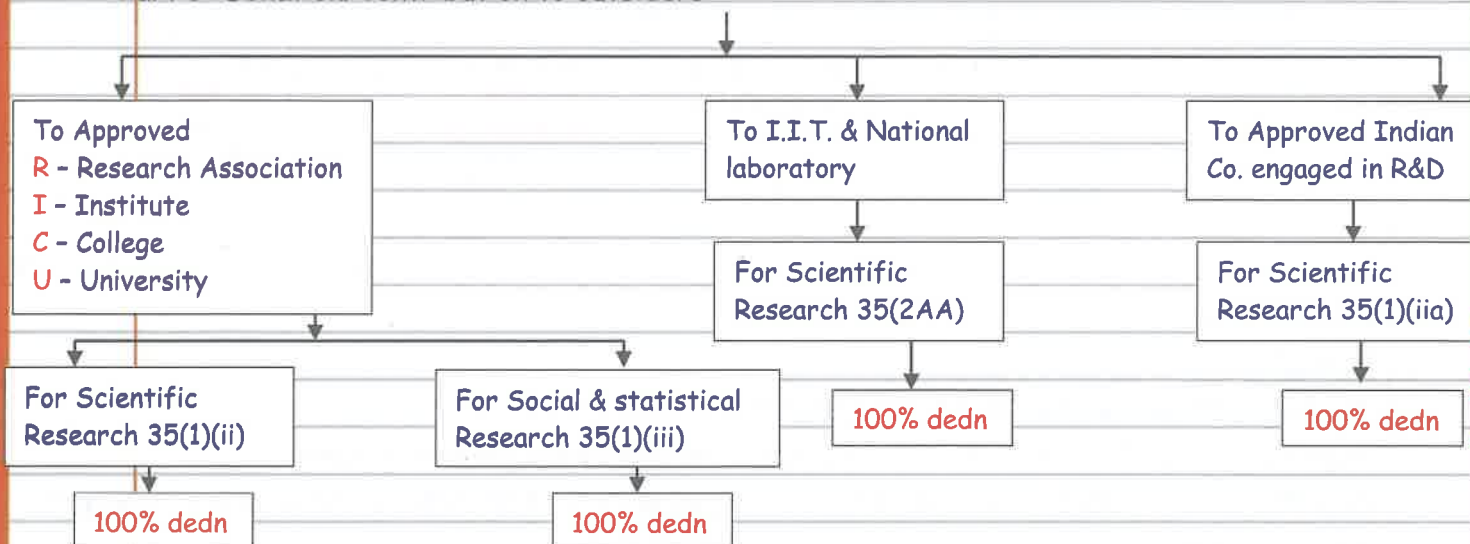 To Approved
R – Research Association
I – Institute
C – College
U – University
To I.I.T. & National
laboratory
To Approved Indian
Co. engaged in R&D
For Scientific
Research 35(2AA)
For Scientific
Research 35(1)(iia)
For Scientific
Research 35(1)(ii)
For Social & statistical
Research 35(1)(iii)
100% dedn
100% dedn
100% dedn
100% dedn